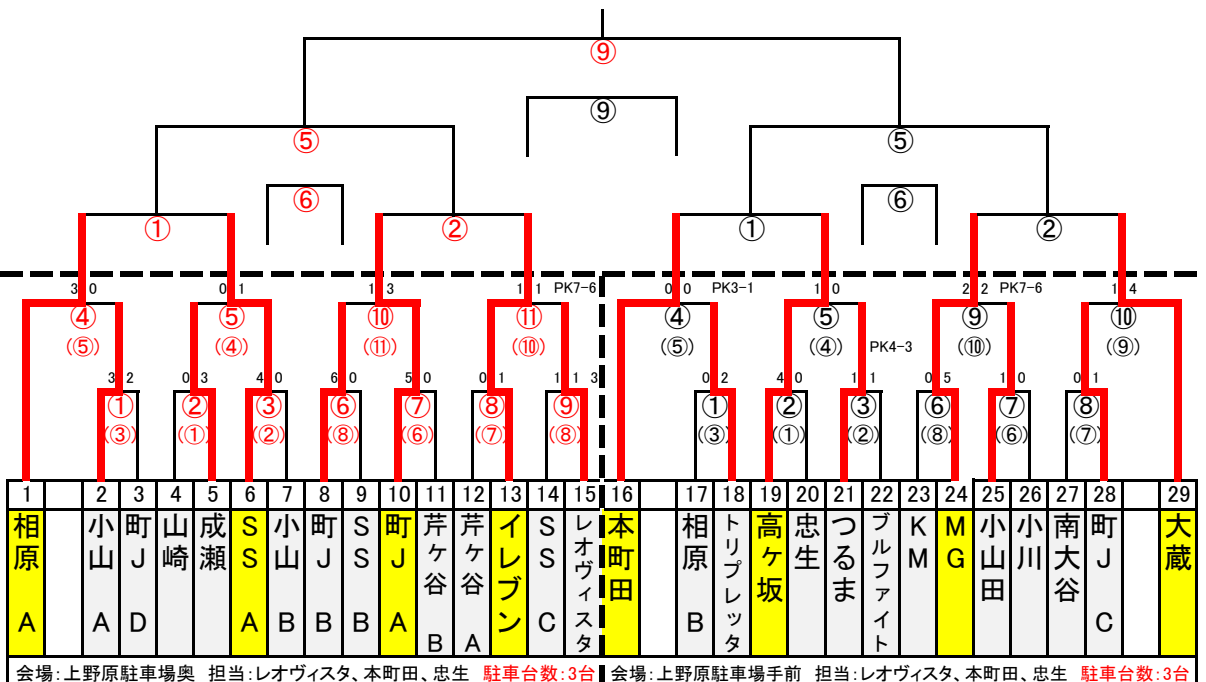 ⑨
⑨
⑤ ⑤
⑥ ⑥
① ② ① ②
3 0 0 1 1 3 1 1 PK7-6 0 0 PK3-1 1 0 2 2 PK7-6 1 4
④ ⑤ ⑩ ⑪ ④ ⑤ ⑨ ⑩
(⑤) (④) (⑪) (⑩) (⑤) (④) PK4-3 (⑩) (⑨)
3 2 0 3 4 0 6 0 5 0 0 1 1 1 3 0 2 4 0 1 1 0 5 1 0 0 1
① ② ③ ⑥ ⑦ ⑧ ⑨ ① ② ③ ⑥ ⑦ ⑧
(③) (①) (②) (⑧) (⑥) (⑦) (⑧) (③) (①) (②) (⑧) (⑥) (⑦)
1 2 3 4 5 6 7 8 9 10 11 12 13 14 15 16 17 18 19 20 21 22 23 24 25 26 27 28 29
相原 A
小山 A
町J D
山崎
成瀬
SS A
小山 B
町J B
SS B
町J A
芹ヶ谷 B
芹ヶ谷 A
イレブン
SS C
レオヴィスタ
本町田
相原 B
トリプレッタ
高ヶ坂
忠生
つるま
ブルファイト
KM
MG
小山田
小川
南大谷
町J C
大蔵
会場:上野原駐車場奥 担当:レオヴィスタ、本町田、忠生 駐車台数:3台
会場:上野原駐車場手前 担当:レオヴィスタ、本町田、忠生 駐車台数:3台